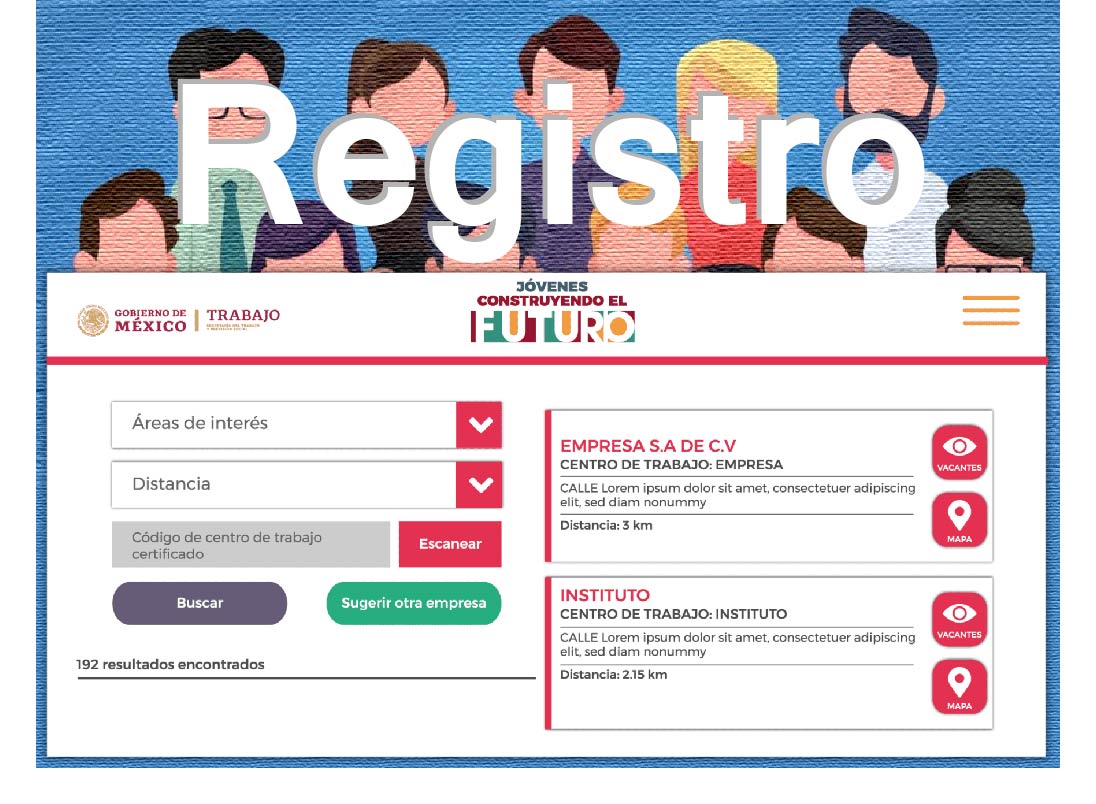 Registro
GOBIERNO DE
MÉXICO
TRABAJO
SECRETARÍA DEL TRABAJO
Y PREVISIÓN SOCIAL
JÓVENES
CONSTRUYENDO EL
FUTURO
Áreas de interés
Distancia
Código de centro de trabajo
certificado
Escanear
Buscar
Sugerir otra empresa
192 resultados encontrados
EMPRESA S.A DE C.V
CENTRO DE TRABAJO: EMPRESA
CALLE Lorem ipsum dolor sit amet, consectetuer adipiscing
elit, sed diam nonummy
Distancia: 3 km
VACANTES
MAPA
INSTITUTO
CENTRO DE TRABAJO: INSTITUTO
CALLE Lorem ipsum dolor sit amet, consectetuer adipiscing
elit, sed diam nonummy
Distancia: 2.15 km
VACANTES
MAPA